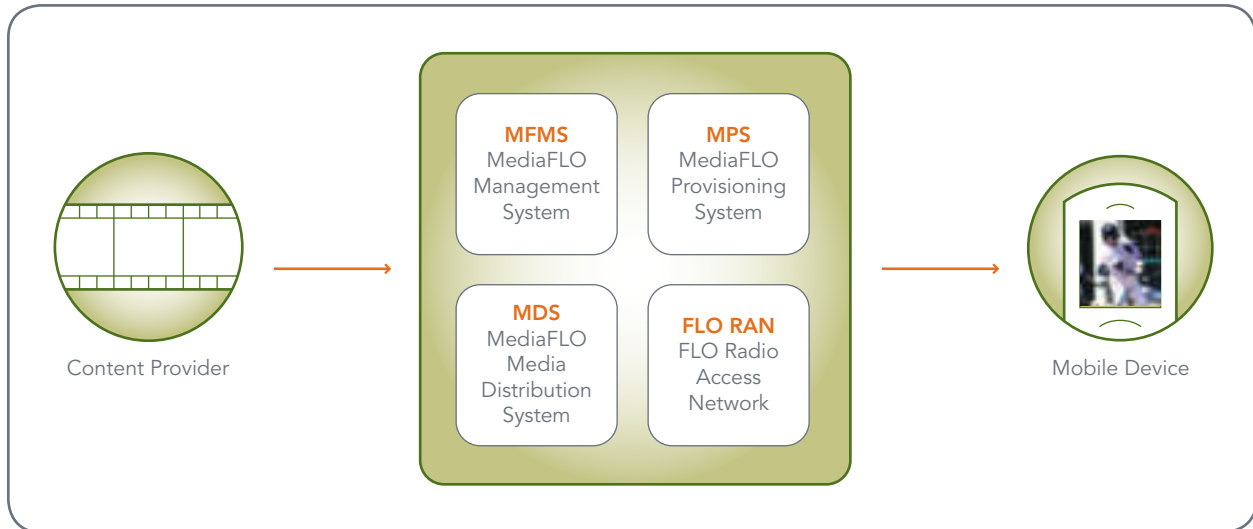 MFMS
MediaFLO
Management
System
MPS
MediaFLO
Provisioning
System
Content Provider
MDS
MediaFLO
Media
Distribution
System
FLO RAN
FLO Radio
Access
Network
Mobile Device